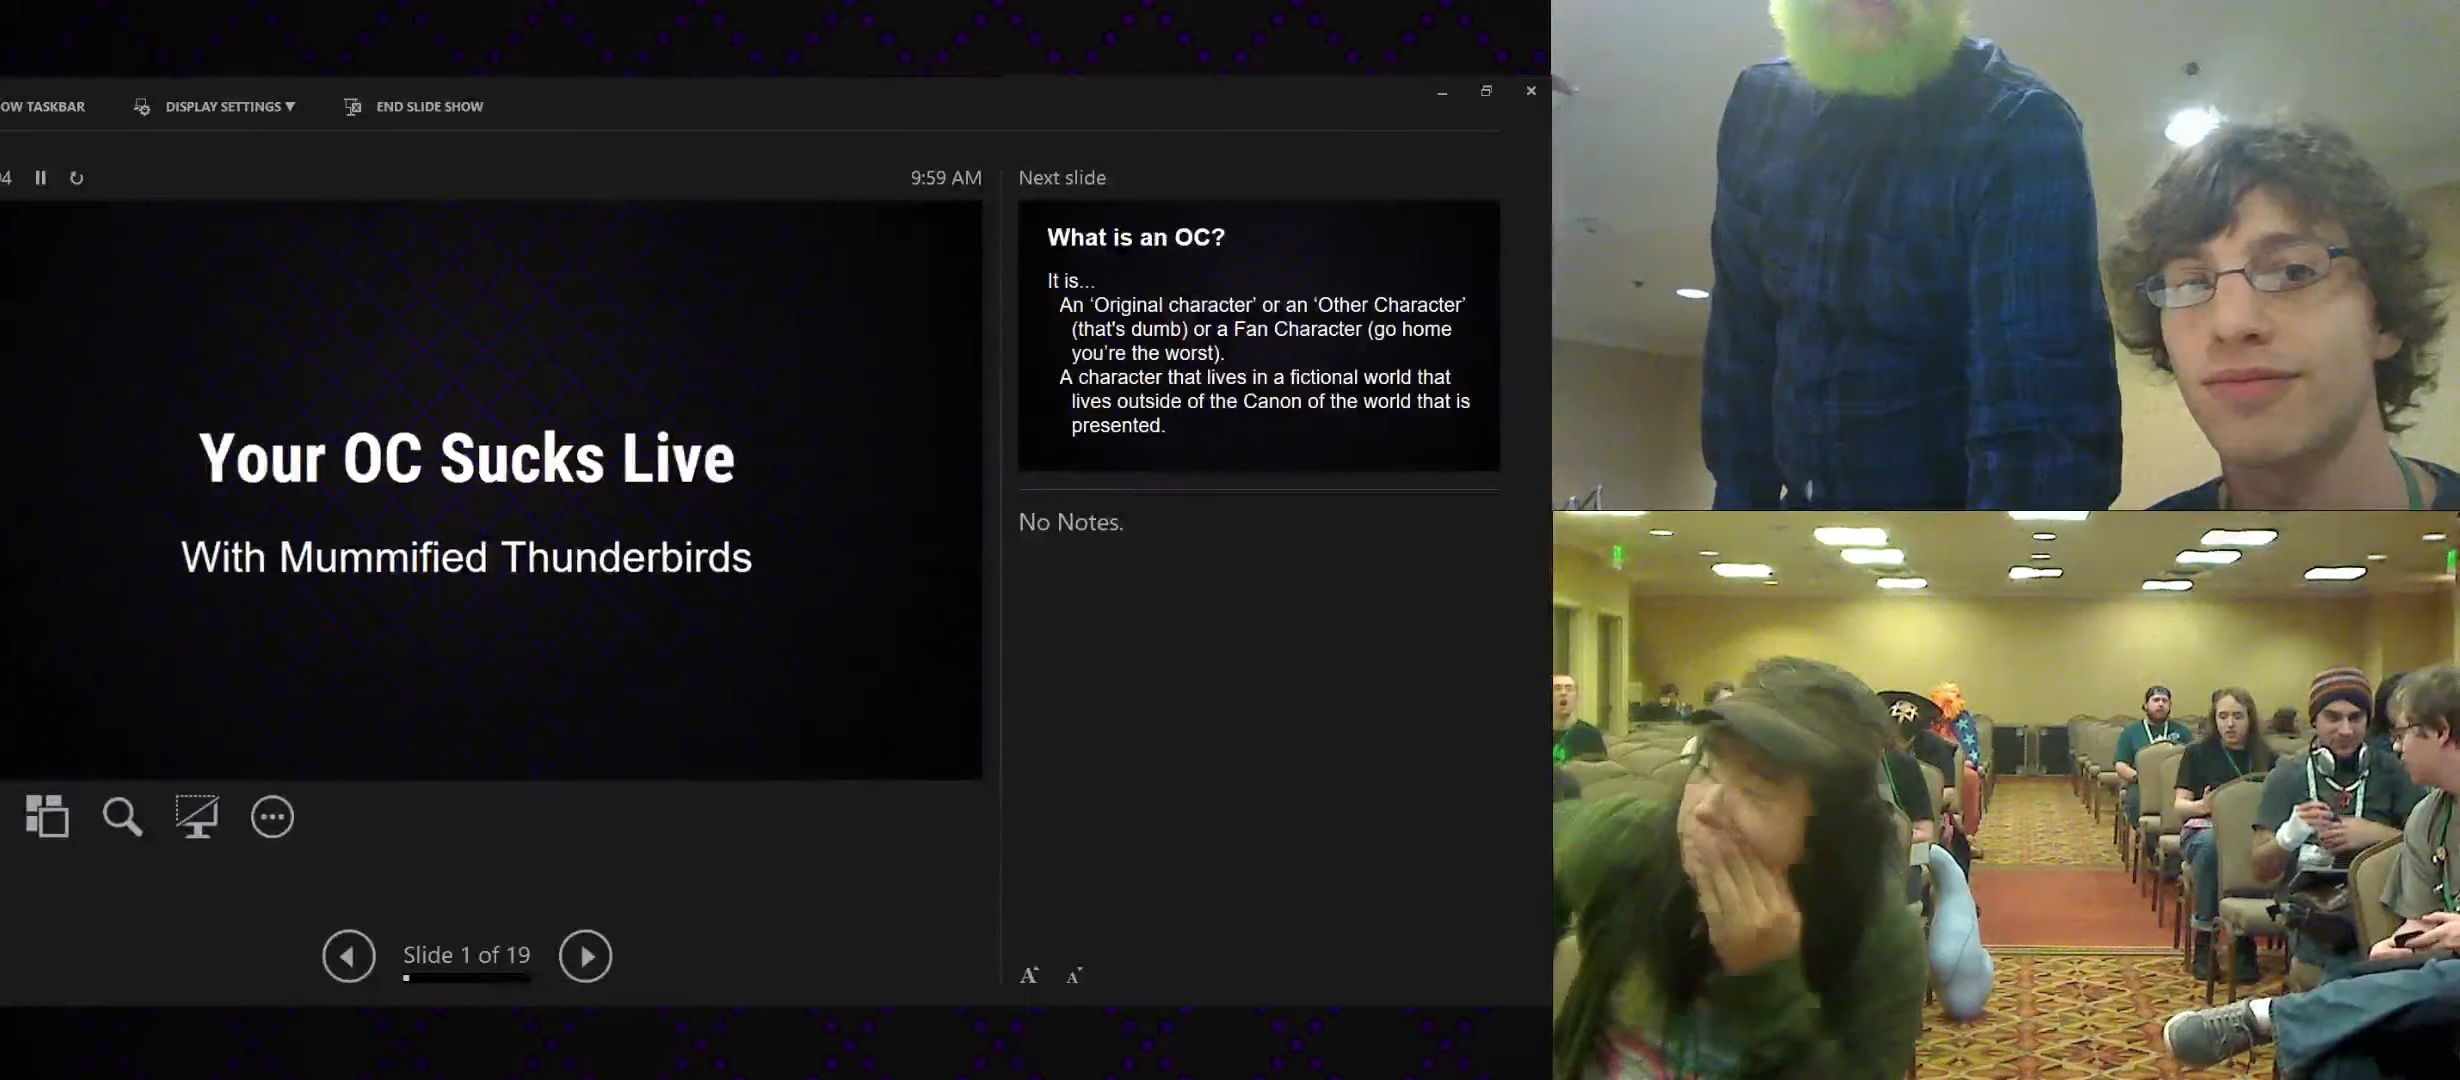 OW TASKBAR
DISPLAY SETTINGS ▼
END SLIDE SHOW
04
9:59 AM
Next slide
Your OC Sucks Live
With Mummified Thunderbirds
What is an OC?
It is...
An ‘Original character’ or an ‘Other Character’
(that's dumb) or a Fan Character (go home
you’re the worst).
A character that lives in a fictional world that
lives outside of the Canon of the world that is
presented.
No Notes.
Slide 1 of 19
A A